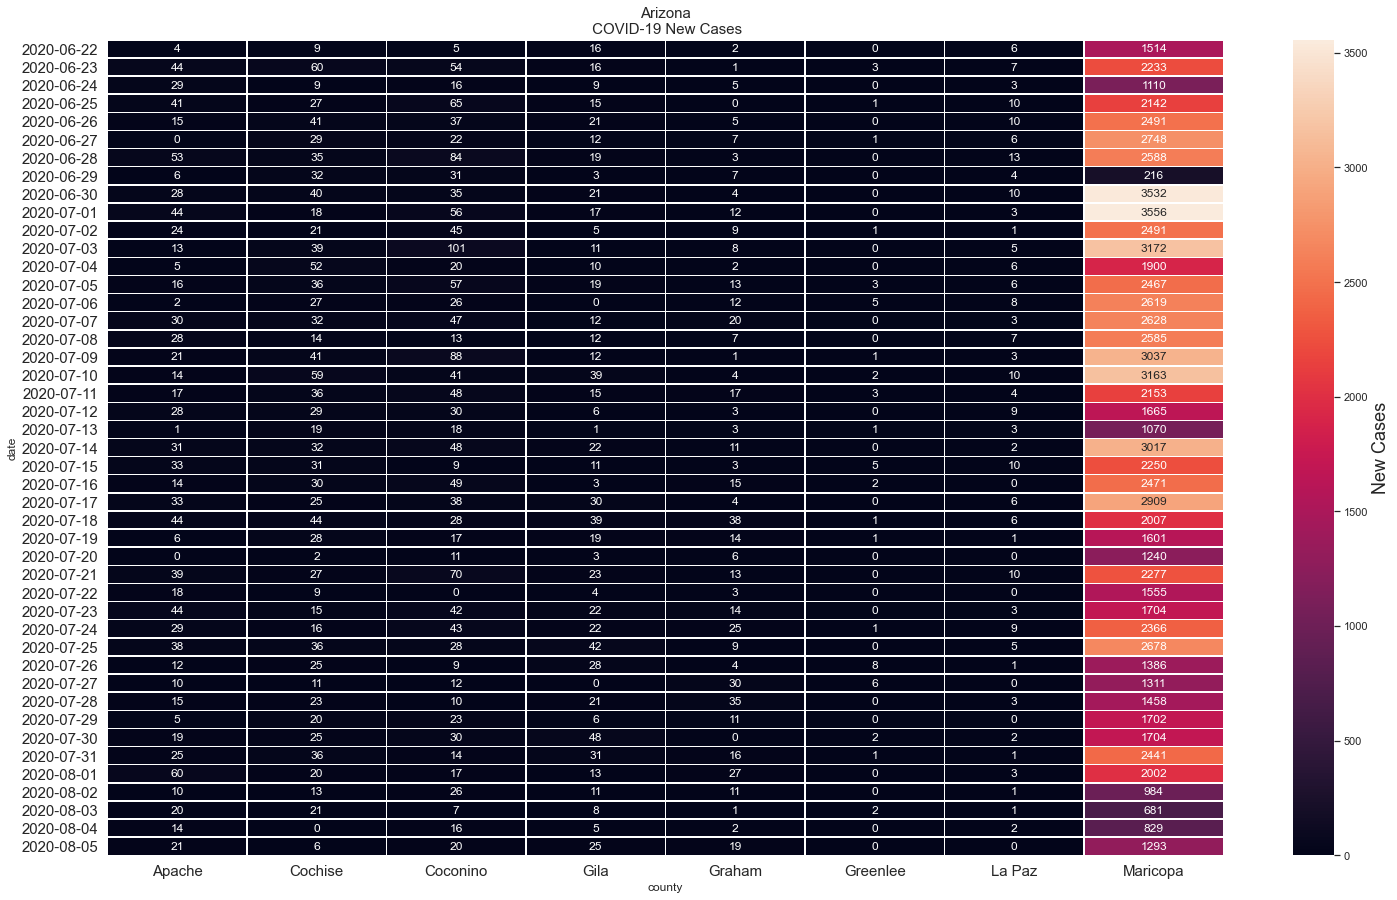 Arizona
COVID-19 New Cases
2020-06-22 4 9 5 16 2 0 6 1514
2020-06-23 44 60 54 16 1 3 7 2233
2020-06-24 29 9 16 9 5 0 3 1110
2020-06-25 41 27 65 15 0 1 10 2142
2020-06-26 15 41 37 21 5 0 10 2491
2020-06-27 0 29 22 12 7 1 6 2748
2020-06-28 53 35 84 19 3 0 13 2588
2020-06-29 6 32 31 3 7 0 4 216
2020-06-30 28 40 35 21 4 0 10 3532
2020-07-01 44 18 56 17 12 0 3 3556
2020-07-02 24 21 45 5 9 1 1 2491
2020-07-03 13 39 101 11 8 0 5 3172
2020-07-04 5 52 20 10 2 0 6 1900
2020-07-05 16 36 57 19 13 3 6 2467
2020-07-06 2 27 26 0 12 5 8 2619
2020-07-07 30 32 47 12 20 0 3 2628
2020-07-08 28 14 13 12 7 0 7 2585
2020-07-09 21 41 88 12 1 1 3 3037
2020-07-10 14 59 41 39 4 2 10 3163
2020-07-11 17 36 48 15 17 3 4 2153
2020-07-12 28 29 30 6 3 0 9 1665
2020-07-13 1 19 18 1 3 1 3 1070
2020-07-14 31 32 48 22 11 0 2 3017
2020-07-15 33 31 9 11 3 5 10 2250
2020-07-16 14 30 49 3 15 2 0 2471
2020-07-17 33 25 38 30 4 0 6 2909
2020-07-18 44 44 28 39 38 1 6 2007
2020-07-19 6 28 17 19 14 1 1 1601
2020-07-20 0 2 11 3 6 0 0 1240
2020-07-21 39 27 70 23 13 0 10 2277
2020-07-22 18 9 0 4 3 0 0 1555
2020-07-23 44 15 42 22 14 0 3 1704
2020-07-24 29 16 43 22 25 1 9 2366
2020-07-25 38 36 28 42 9 0 5 2678
2020-07-26 12 25 9 28 4 8 1 1386
2020-07-27 10 11 12 0 30 6 0 1311
2020-07-28 15 23 10 21 35 0 3 1458
2020-07-29 5 20 23 6 11 0 0 1702
2020-07-30 19 25 30 48 0 2 2 1704
2020-07-31 25 36 14 31 16 1 1 2441
2020-08-01 60 20 17 13 27 0 3 2002
2020-08-02 10 13 26 11 11 0 1 984
2020-08-03 20 21 7 8 1 2 1 681
2020-08-04 14 0 16 5 2 0 2 829
2020-08-05 21 6 20 25 19 0 0 1293
Apache Cochise Coconino Gila Graham Greenlee La Paz Maricopa
county
date
3500
3000
2500
2000
1500
1000
500
0
New Cases